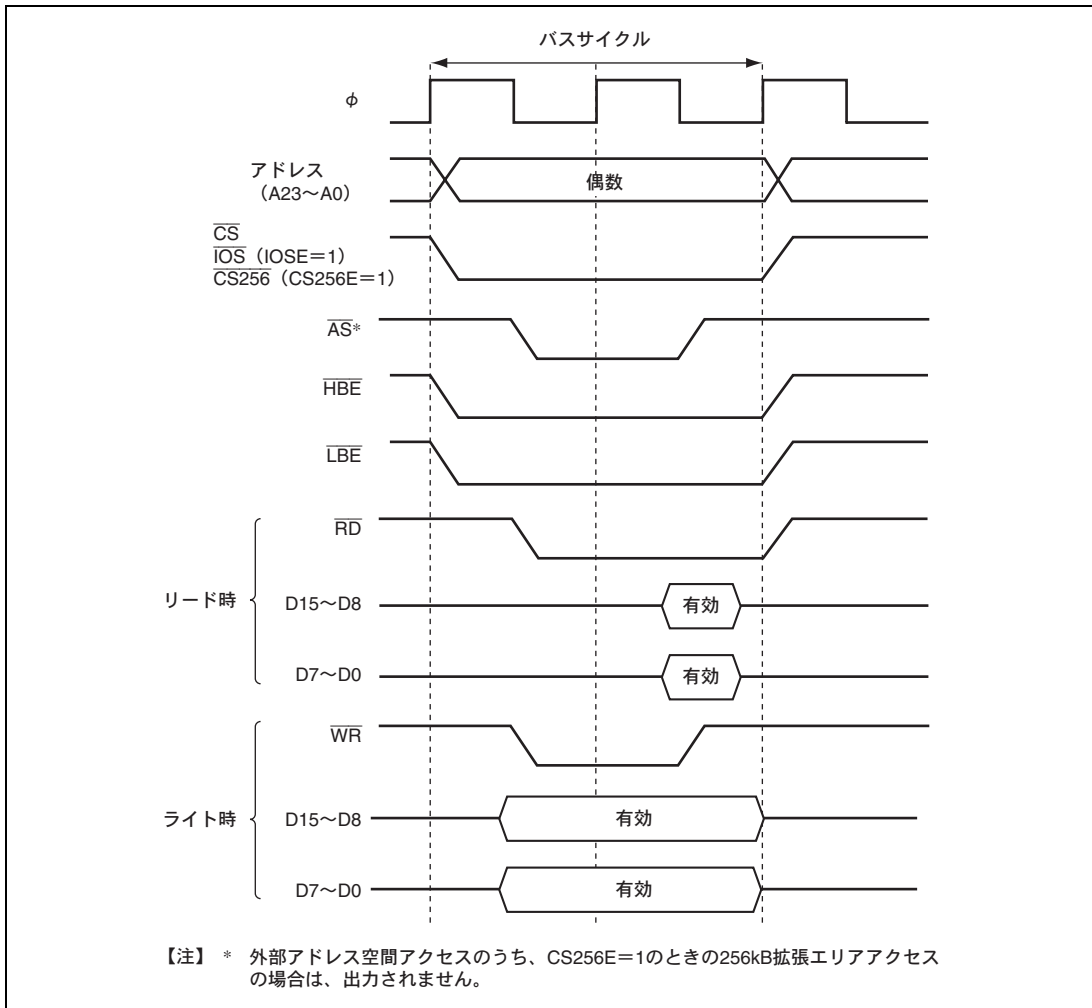 バスサイクル
φ
アドレス
（A23～A0）
偶数
CS
IOS（IOSE＝1）
CS256（CS256E＝1）
AS*
HBE
LBE
リード時
RD
D15～D8
有効
D7～D0
有効
ライト時
WR
D15～D8
有効
D7～D0
有効
【注】 * 外部アドレス空間アクセスのうち、CS256E＝1のときの256kB拡張エリアアクセス
の場合は、出力されません。